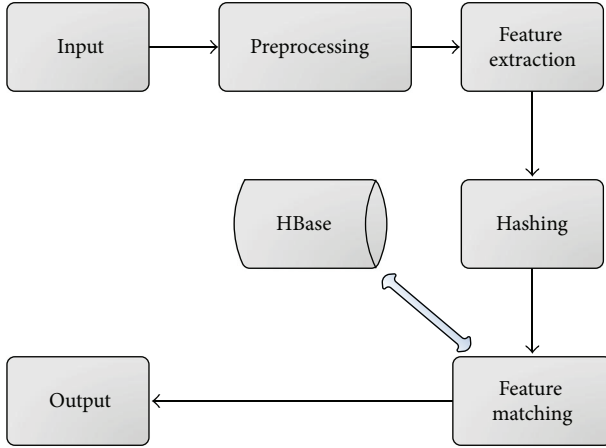 Input
Preprocessing
Feature
extraction
HBase
Hashing
Output
Feature
matching